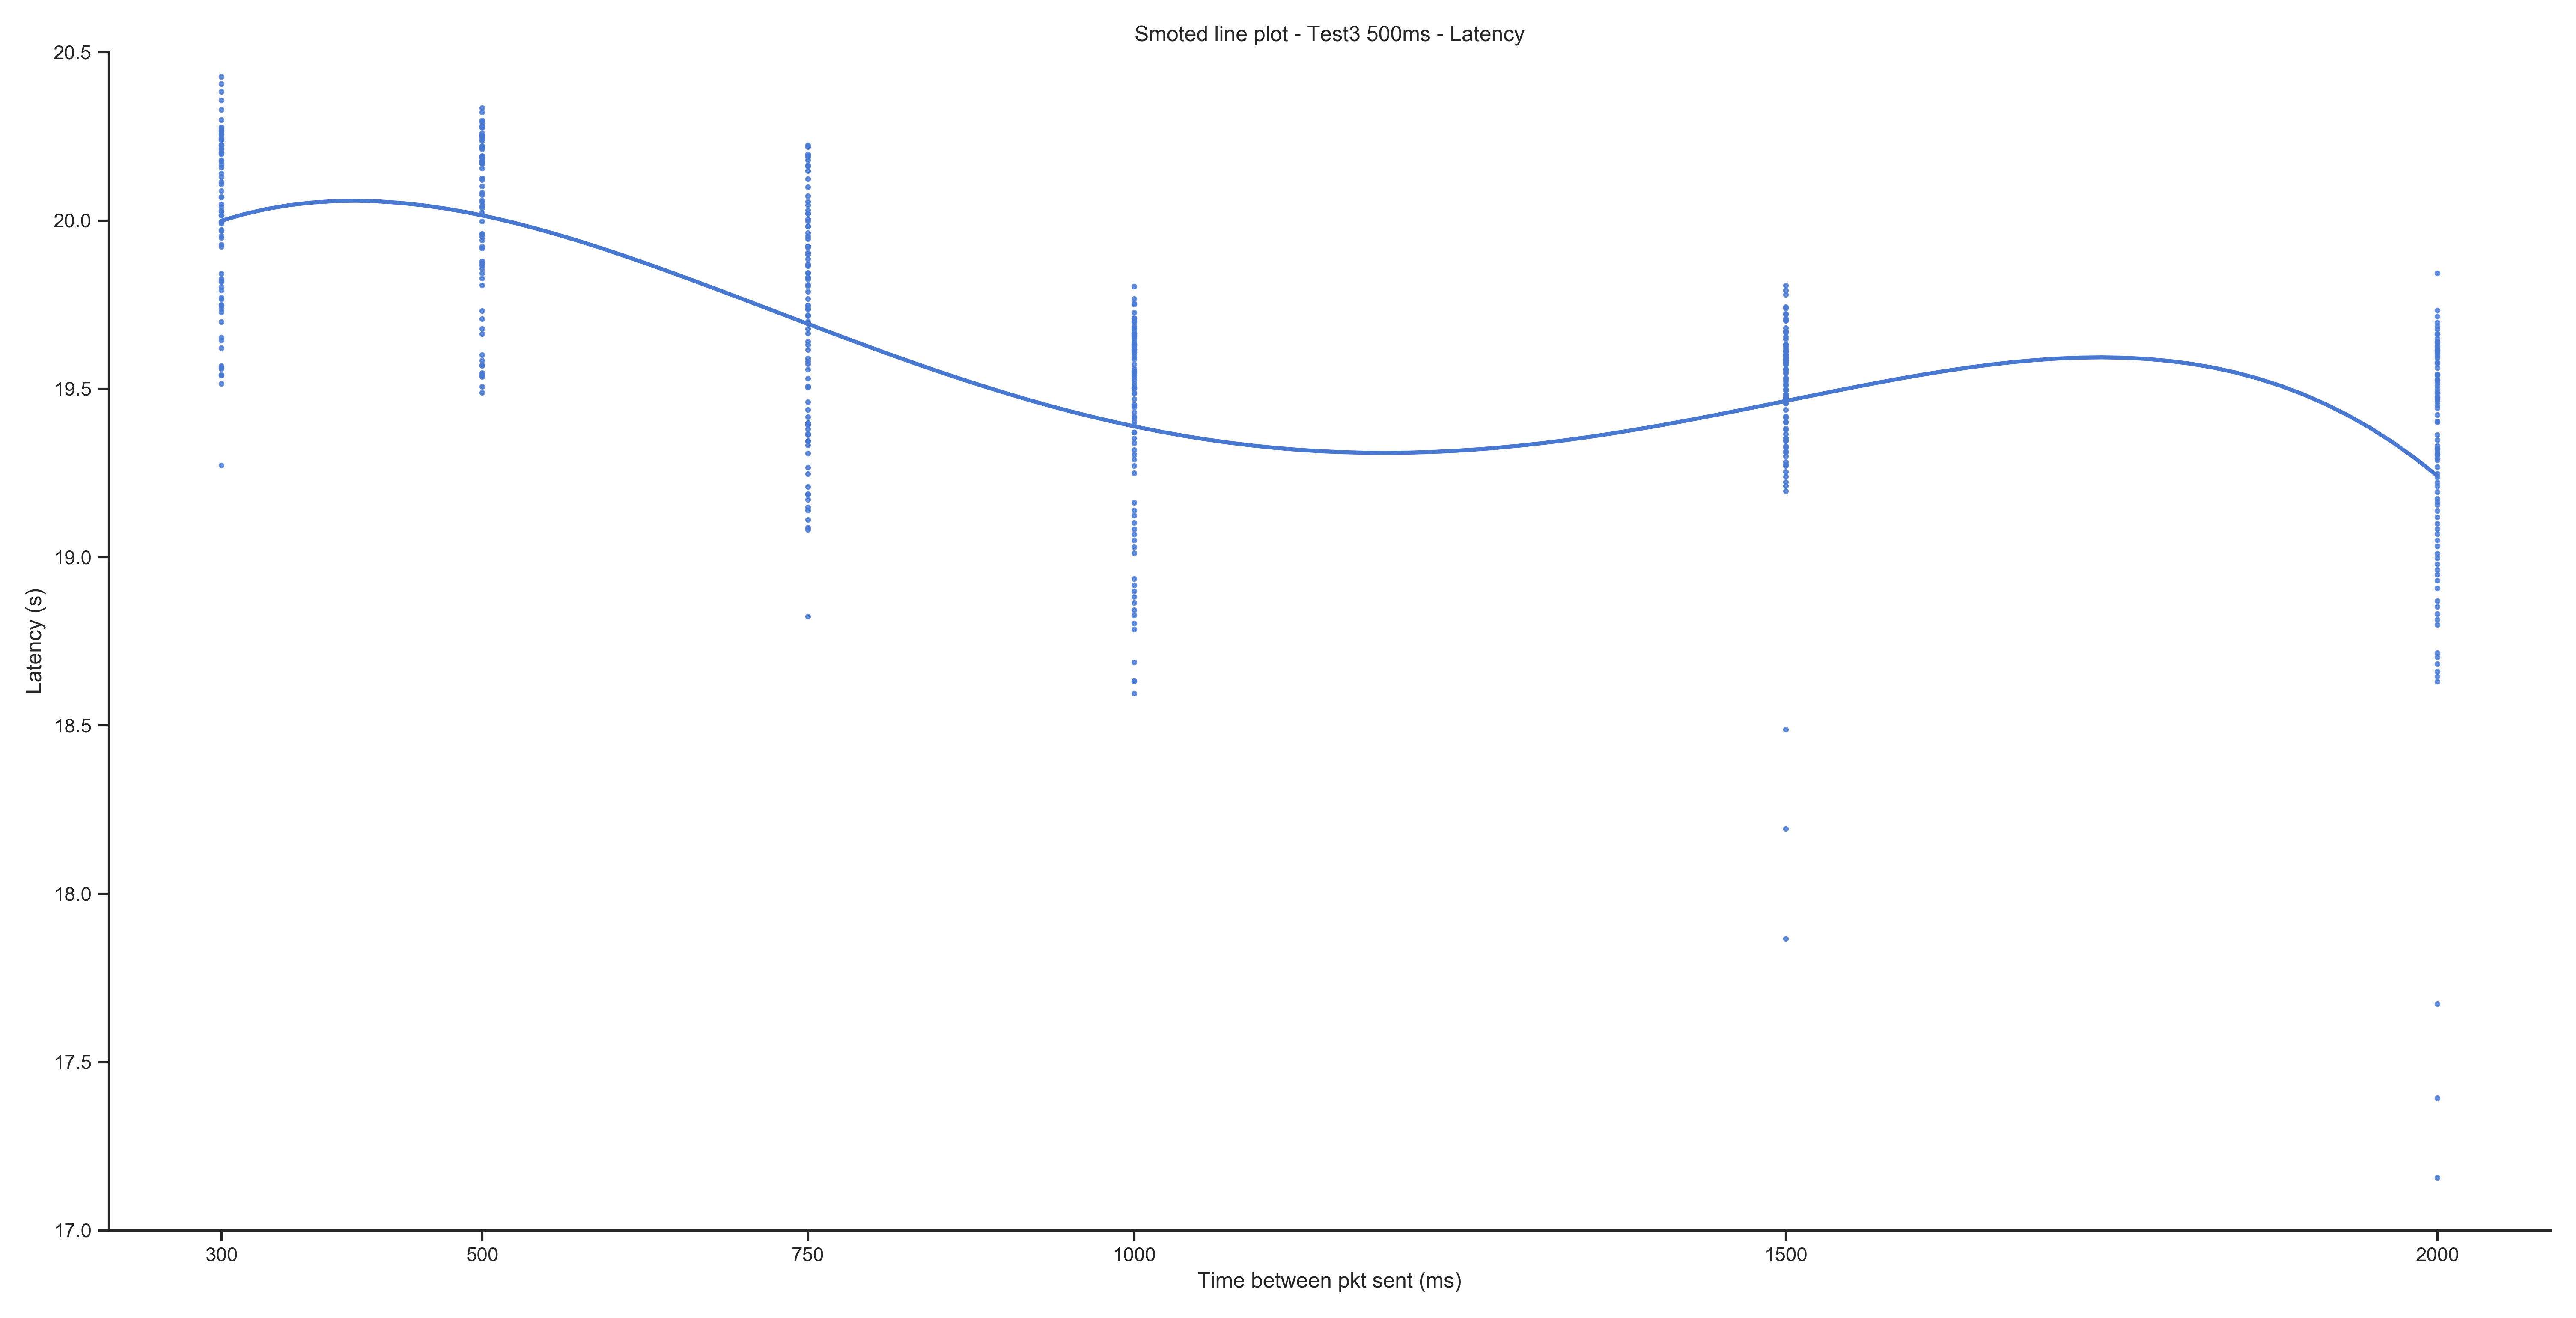 Smoted line plot - Test3 500ms - Latency
20.5
20.0
19.5
19.0
18.5
18.0
17.5
17.0
Latency (s)
300 500 750 1000 1500 2000
Time between pkt sent (ms)